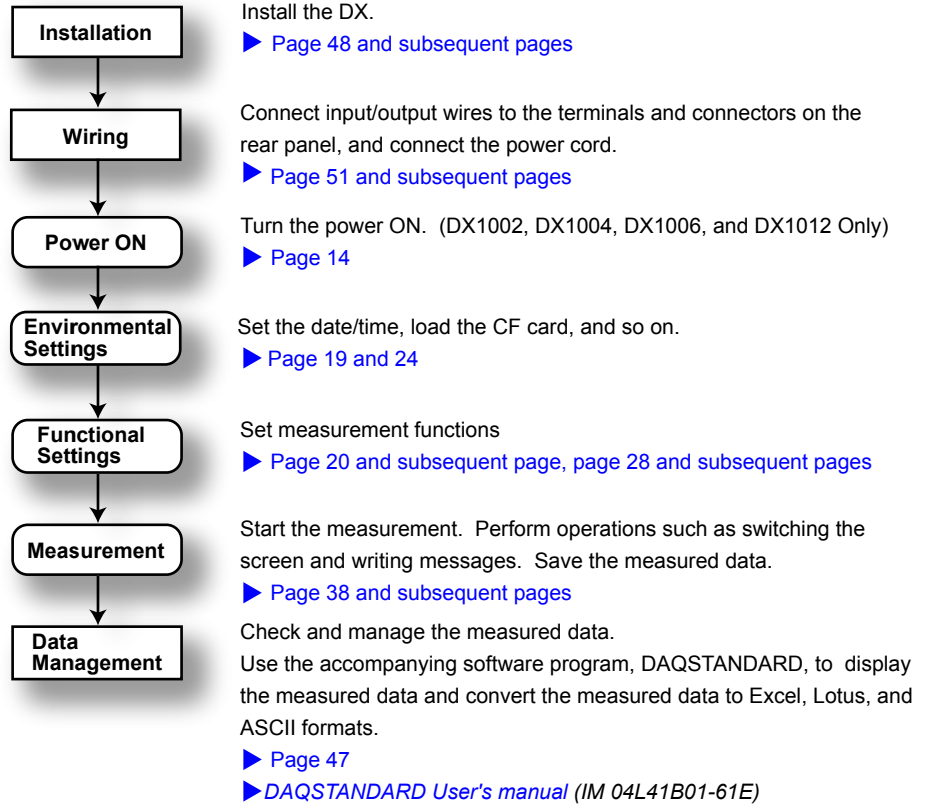 Installation
Install the DX.
▶ Page 48 and subsequent pages
Wiring
Connect input/output wires to the terminals and connectors on the
rear panel, and connect the power cord.
▶ Page 51 and subsequent pages
Power ON
Turn the power ON. (DX1002, DX1004, DX1006, and DX1012 Only)
▶ Page 14
Environmental
Settings
Set the date/time, load the CF card, and so on.
▶ Page 19 and 24
Functional
Settings
Set measurement functions
▶ Page 20 and subsequent page, page 28 and subsequent pages
Measurement
Start the measurement. Perform operations such as switching the
screen and writing messages. Save the measured data.
▶ Page 38 and subsequent pages
Data
Management
Check and manage the measured data.
Use the accompanying software program, DAQSTANDARD, to display
the measured data and convert the measured data to Excel, Lotus, and
ASCII formats.
▶ Page 47
▶DAQSTANDARD User's manual (IM 04L41B01-61E)